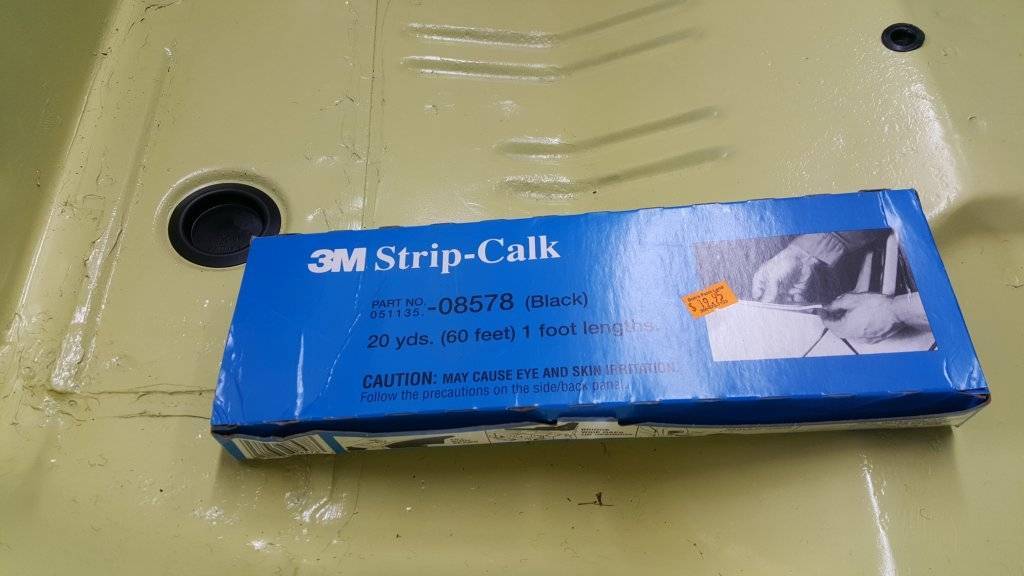 3M Strip-Calk
PART NO.
051135.-08578 (Black)
20 yds. (60 feet) 1 foot lengths.
CAUTION: MAY CAUSE EYE AND SKIN IRRITATION.
Follow the precautions on the side/back panel.
$ 19.92